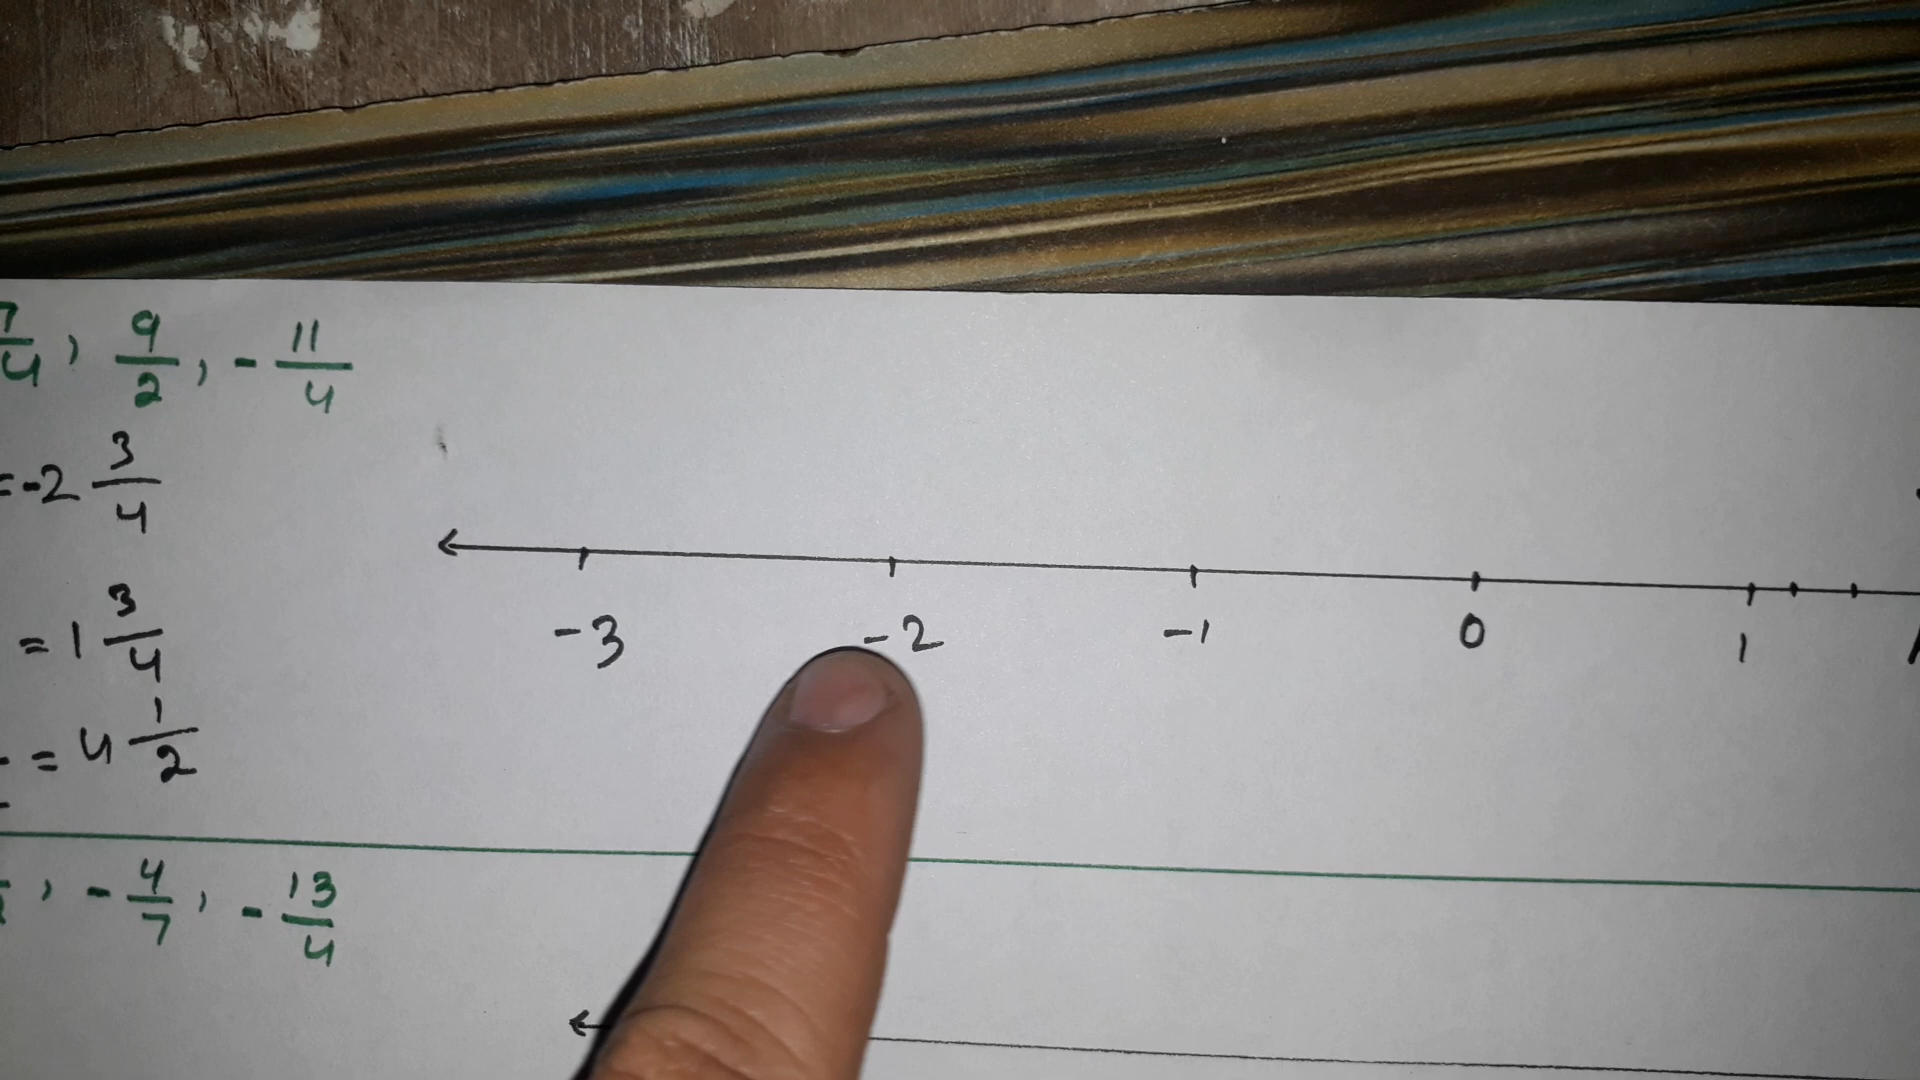 7/4, 9/2, - 11/4
= -2 3/4
= 1 3/4
= 4 1/2
-3 -2 -1 0 1
, - 4/7, - 13/4